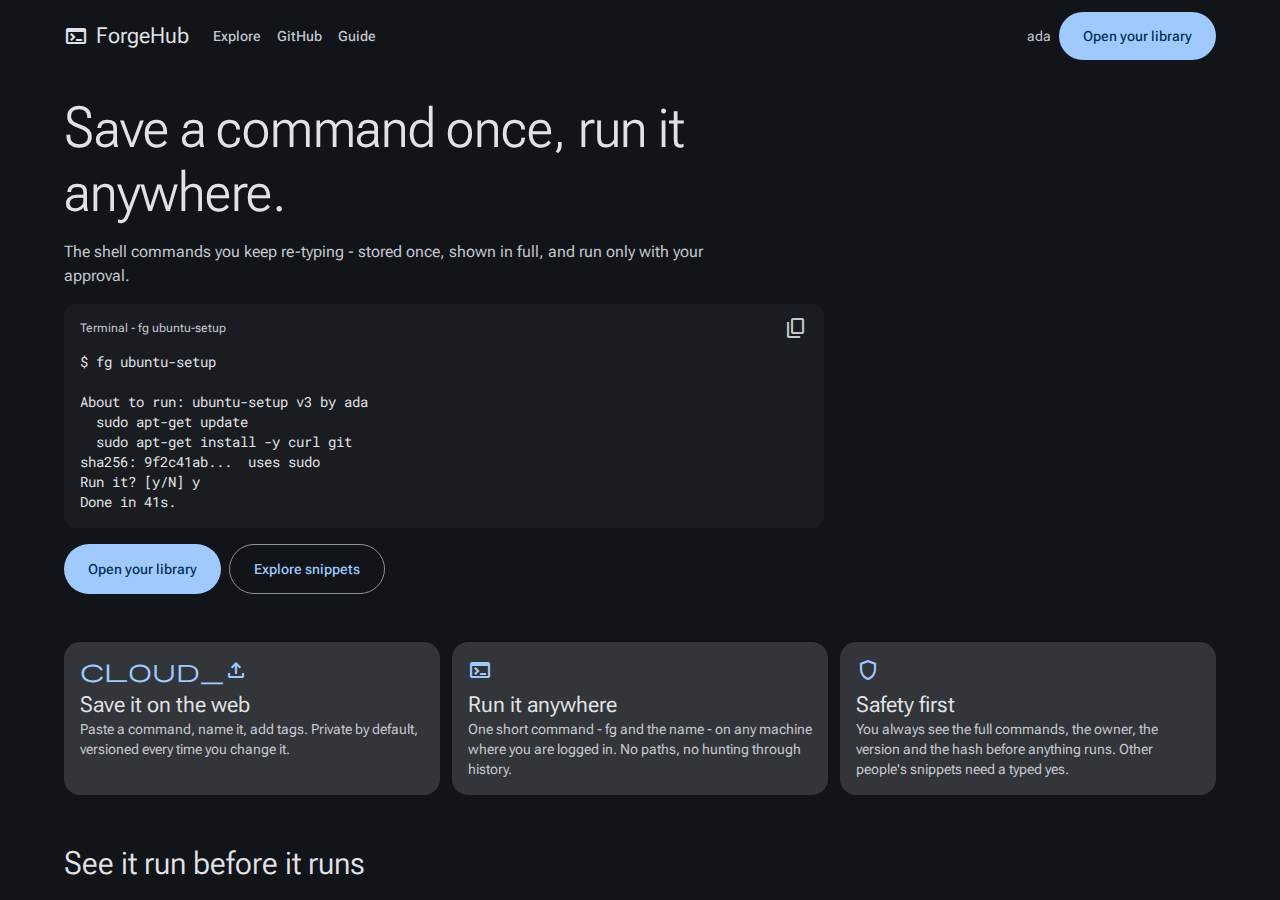 ForgeHub Explore GitHub Guide ada Open your library
Save a command once, run it
anywhere.
The shell commands you keep re-typing - stored once, shown in full, and run only with your
approval.
Terminal - fg ubuntu-setup
$ fg ubuntu-setup
About to run: ubuntu-setup v3 by ada
sudo apt-get update
sudo apt-get install -y curl git
sha256: 9f2c41ab...  uses sudo
Run it? [y/N] y
Done in 41s.
Open your library Explore snippets
CLOUD_
Save it on the web
Paste a command, name it, add tags. Private by default,
versioned every time you change it.
Run it anywhere
One short command - fg and the name - on any machine
where you are logged in. No paths, no hunting through
history.
Safety first
You always see the full commands, the owner, the
version and the hash before anything runs. Other
people's snippets need a typed yes.
See it run before it runs